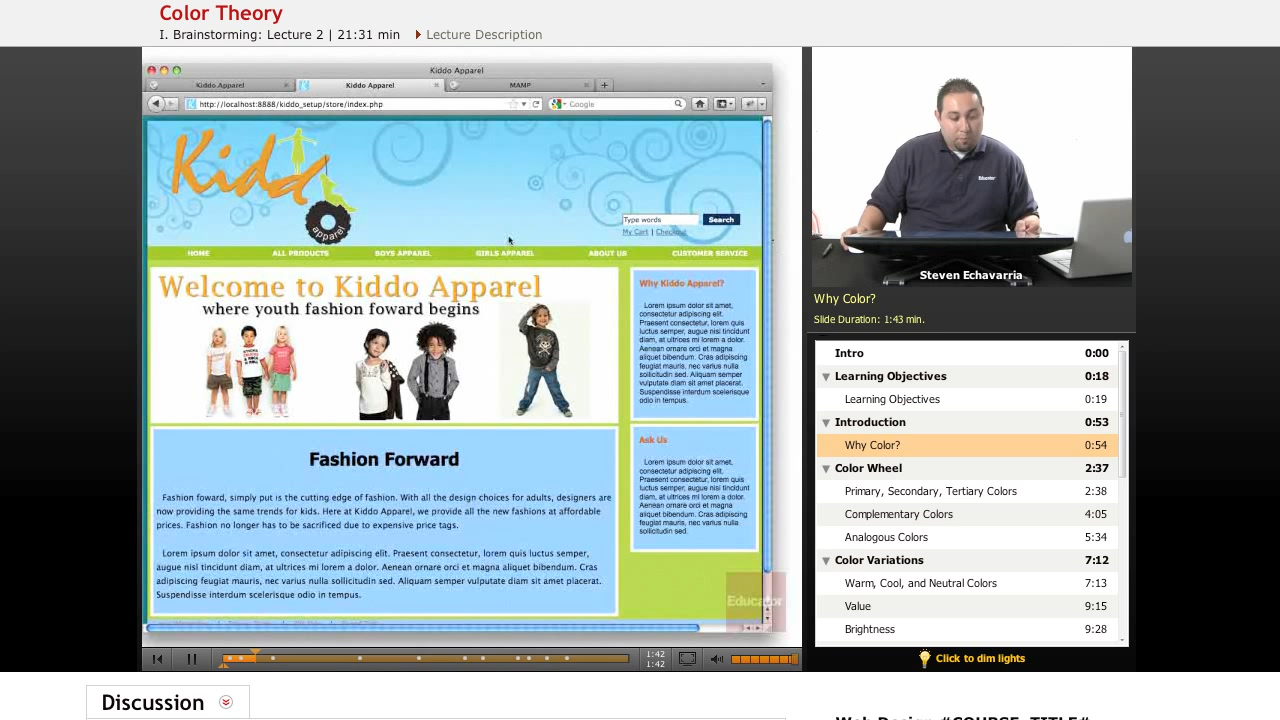 Color Theory
I. Brainstorming: Lecture 2 | 21:31 min Lecture Description
Kiddo Apparel
Kiddo Apparel Kiddo Apparel MAMP
http://localhost:8888/kiddo_setup/store/index.php Google
Kiddo
apparel
Type words Search
My Cart | Checkout
HOME ALL PRODUCTS BOYS APPAREL GIRLS APPAREL ABOUT US CUSTOMER SERVICE
Welcome to Kiddo Apparel
where youth fashion foward begins
Why Kiddo Apparel?
Lorem ipsum dolor sit amet,
consectetur adipiscing elit.
Praesent consectetur, lorem quis
luctus semper, augue nisi tincidunt
dolor, at ultrices mi lorem a dolor.
Aenean ornare orci et magna
aliquet bibendum. Cras adipiscing
feugiat mauris, nec varius nulla
sollicitudin sed. Aliquam semper
vulputate diam sit amet placerat.
Suspendisse interdum scelerisque
odio in tempus.
Fashion Forward
Fashion foward, simply put is the cutting edge of fashion. With all the design choices for adults, designers are
now providing the same trends for kids. Here at Kiddo Apparel, we provide all the new fashions at affordable
prices. Fashion no longer has to be sacrificed due to expensive price tags.
Lorem ipsum dolor sit amet, consectetur adipiscing elit. Praesent consectetur, lorem quis luctus semper,
augue nisi tincidunt dolor, at ultrices mi lorem a dolor. Aenean ornare orci et magna aliquet bibendum. Cras
adipiscing feugiat mauris, nec varius nulla sollicitudin sed. Aliquam semper vulputate diam sit amet placerat.
Suspendisse interdum scelerisque odio in tempus.
Ask Us
Lorem ipsum dolor sit amet,
consectetur adipiscing elit.
Praesent consectetur, lorem quis
luctus semper, augue nisi tincidunt
dolor, at ultrices mi lorem a dolor.
Aenean ornare orci et magna
aliquet bibendum. Cras adipiscing
feugiat mauris, nec varius nulla
sollicitudin sed.
Educator
1:42
1:42
Educator
Steven Echavarria
Why Color?
Slide Duration: 1:43 min.
Intro 0:00
Learning Objectives 0:18
Learning Objectives 0:19
Introduction 0:53
Why Color? 0:54
Color Wheel 2:37
Primary, Secondary, Tertiary Colors 2:38
Complementary Colors 4:05
Analogous Colors 5:34
Color Variations 7:12
Warm, Cool, and Neutral Colors 7:13
Value 9:15
Brightness 9:28
Click to dim lights
Discussion
Web Design #COURSE_TITLE#